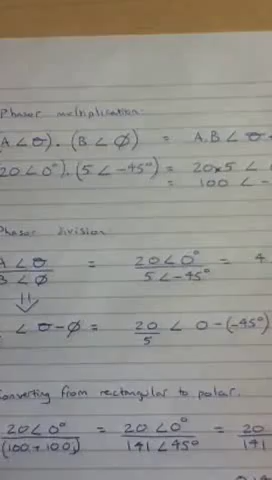 Phasor multiplication:
A ∠ θ). (B ∠ Ø) = A.B ∠ θ
20∠0°). (5 ∠ -45°) = 20x5 ∠
= 100 ∠ -
Phasor division
A ∠ θ / B ∠ Ø = 20∠0° / 5∠-45° = 4
∠ θ-Ø = 20/5 ∠ 0-(-45°)
converting from rectangular to polar.
20∠0° / (100+100j) = 20∠0° / 141∠45° = 20 / 141